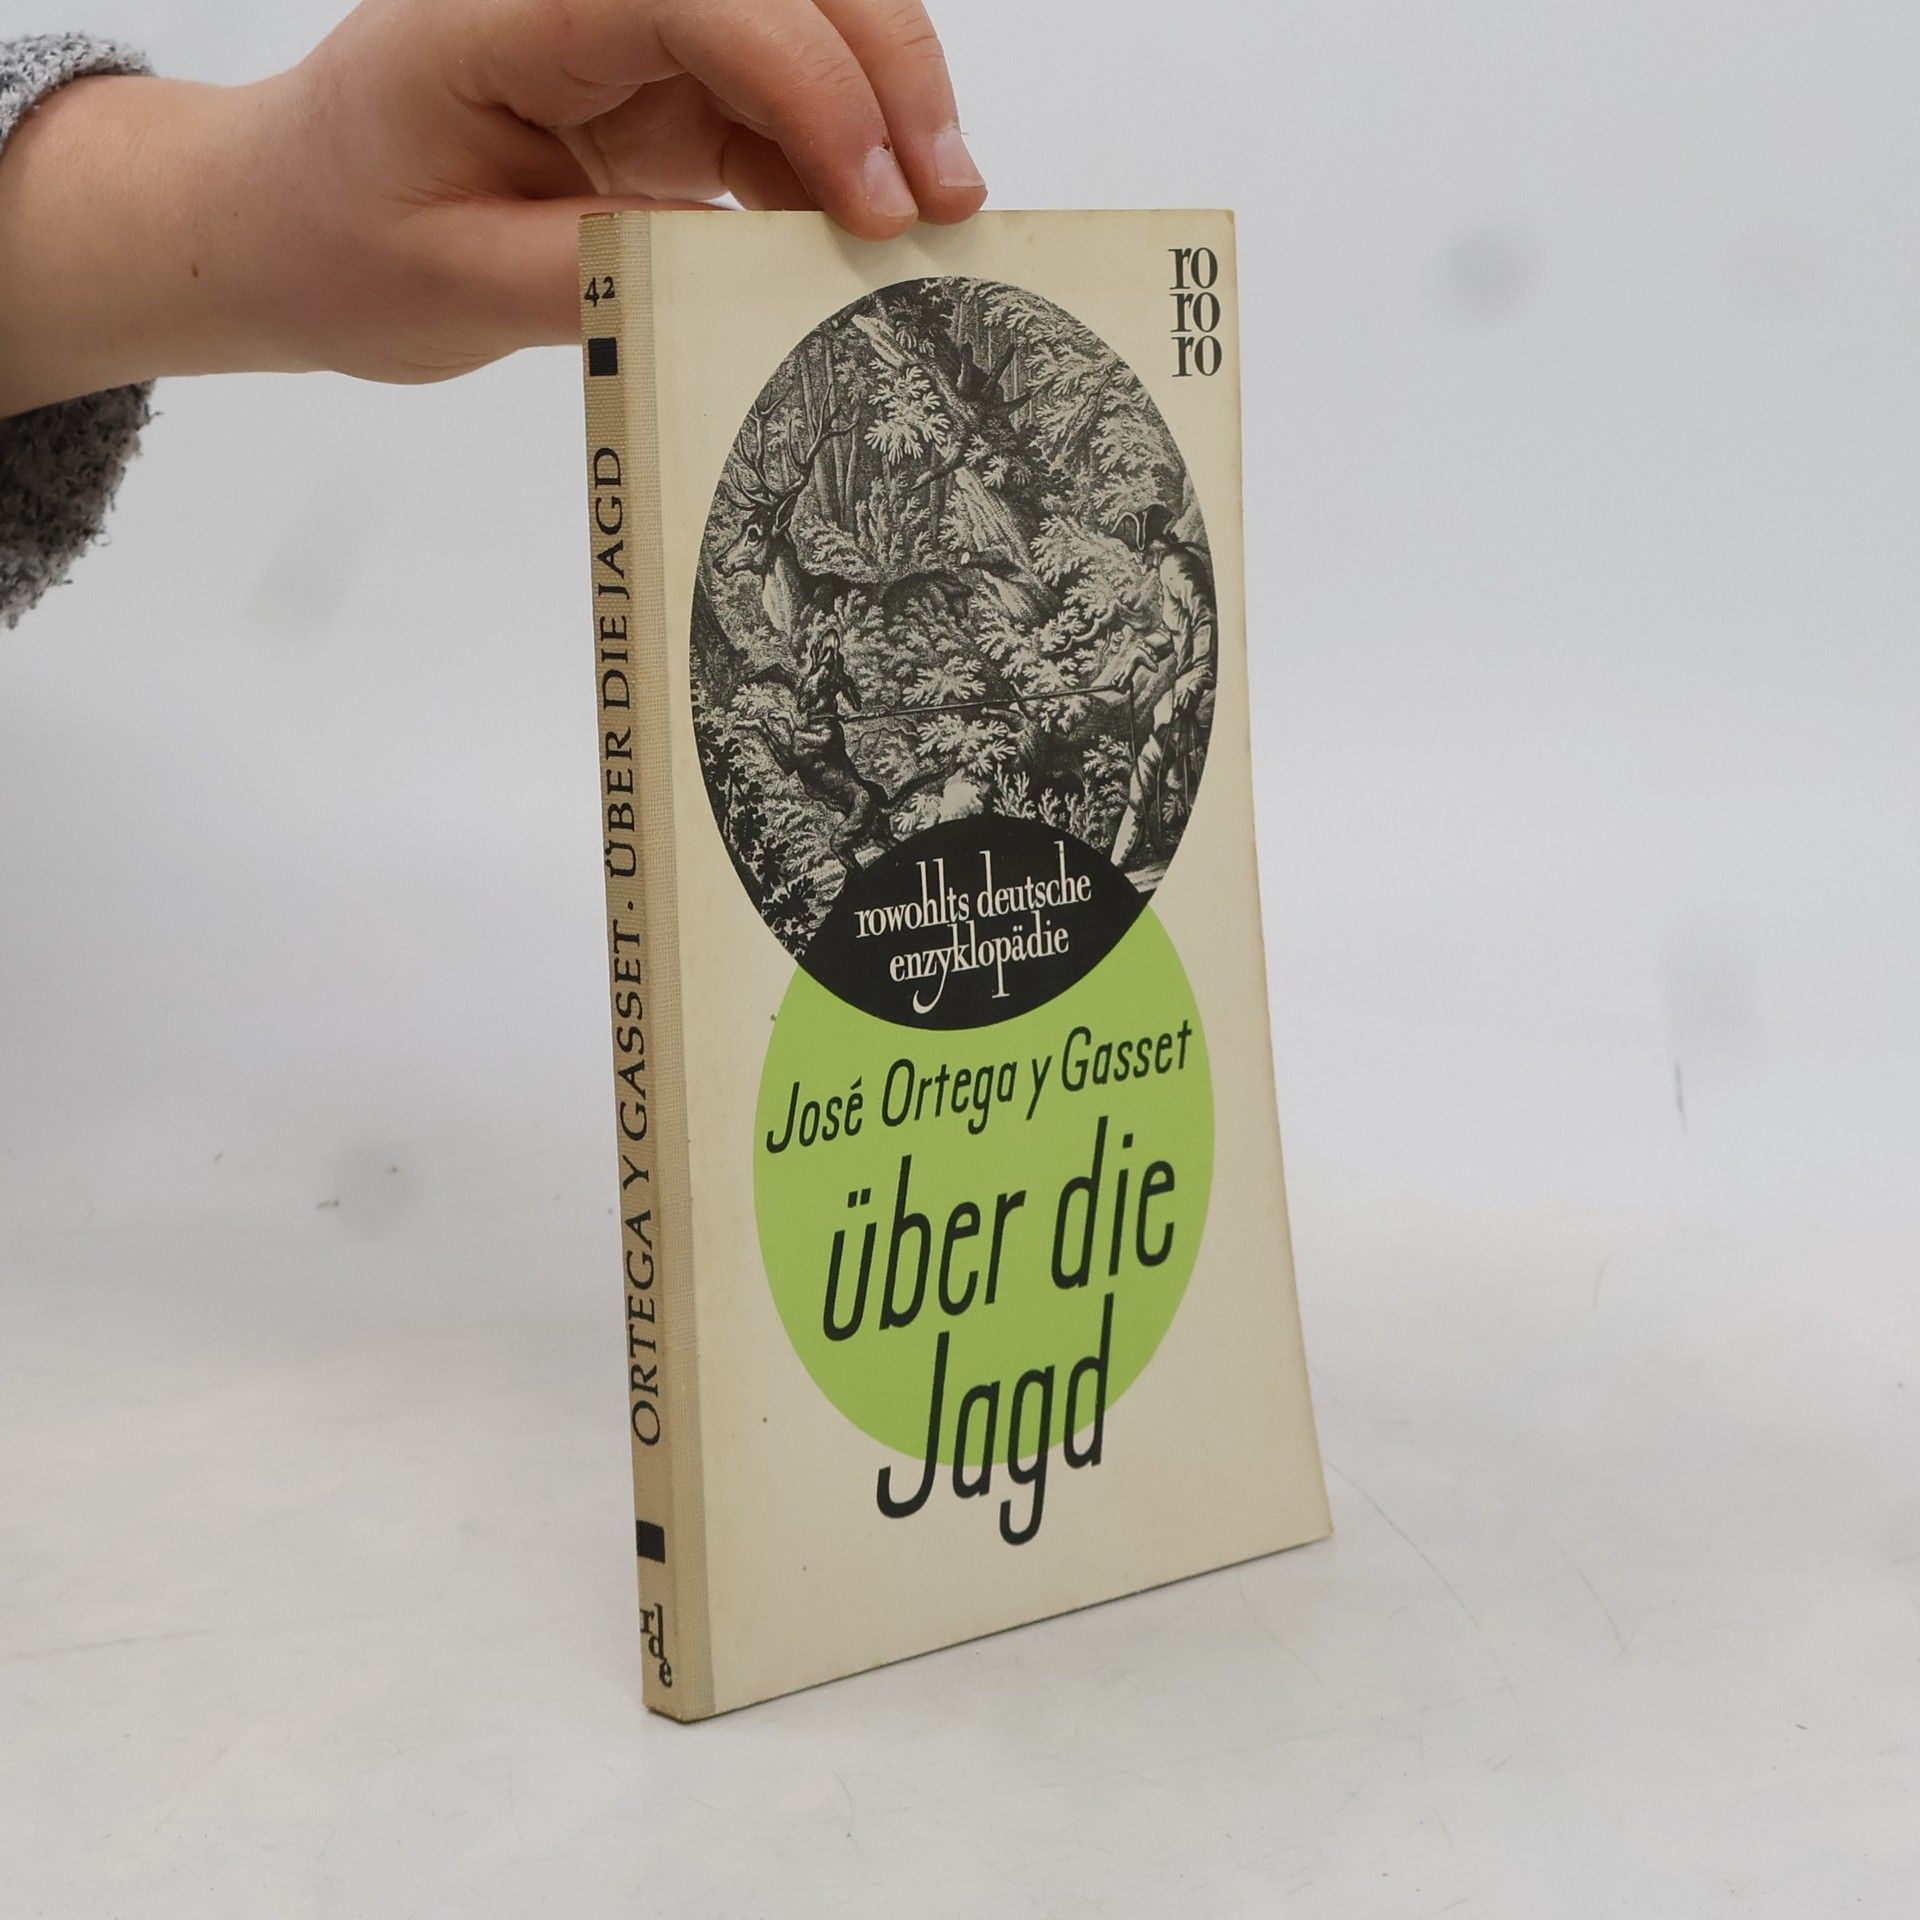 42
ORTEGA Y GASSET. ÜBER DIE JAGD
rde
ro
ro
ro
rowohlts deutsche
enzyklopädie
José Ortega y Gasset
über die
Jagd